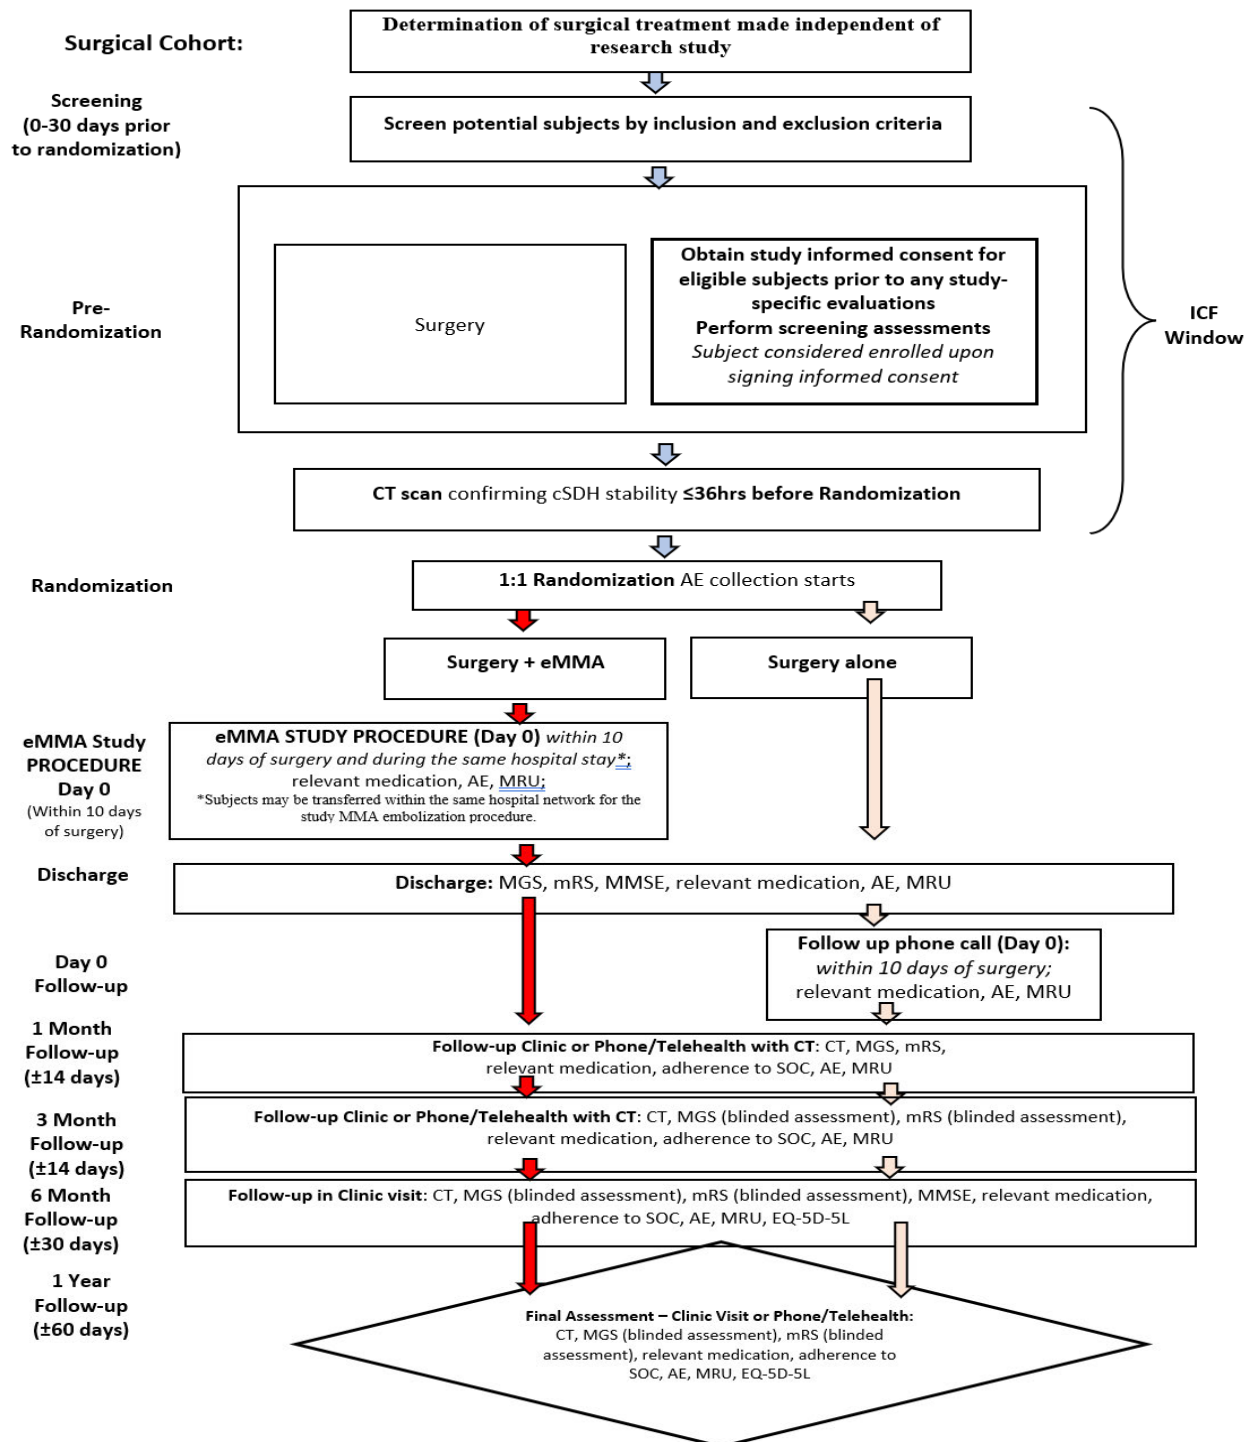 Surgical Cohort:
Determination of surgical treatment made independent of
research study
Screening
(0-30 days prior
to randomization)
Screen potential subjects by inclusion and exclusion criteria
Pre-
Randomization
Surgery
Obtain study informed consent for
eligible subjects prior to any study-
specific evaluations
Perform screening assessments
Subject considered enrolled upon
signing informed consent
ICF
Window
CT scan confirming cSDH stability ≤36hrs before Randomization
Randomization
1:1 Randomization AE collection starts
Surgery + eMMA
Surgery alone
eMMA Study
PROCEDURE
Day 0
(Within 10 days
of surgery)
eMMA STUDY PROCEDURE (Day 0) within 10
days of surgery and during the same hospital stay*;
relevant medication, AE, MRU;
*Subjects may be transferred within the same hospital network for the
study MMA embolization procedure.
Discharge
Discharge: MGS, mRS, MMSE, relevant medication, AE, MRU
Day 0
Follow-up
Follow up phone call (Day 0):
within 10 days of surgery;
relevant medication, AE, MRU
1 Month
Follow-up
(±14 days)
Follow-up Clinic or Phone/Telehealth with CT: CT, MGS, mRS,
relevant medication, adherence to SOC, AE, MRU
3 Month
Follow-up
(±14 days)
Follow-up Clinic or Phone/Telehealth with CT: CT, MGS (blinded assessment), mRS (blinded assessment),
relevant medication, adherence to SOC, AE, MRU
6 Month
Follow-up
(±30 days)
Follow-up in Clinic visit: CT, MGS (blinded assessment), mRS (blinded assessment), MMSE, relevant medication,
adherence to SOC, AE, MRU, EQ-5D-5L
1 Year
Follow-up
(±60 days)
Final Assessment – Clinic Visit or Phone/Telehealth:
CT, MGS (blinded assessment), mRS (blinded
assessment), relevant medication, adherence to
SOC, AE, MRU, EQ-5D-5L